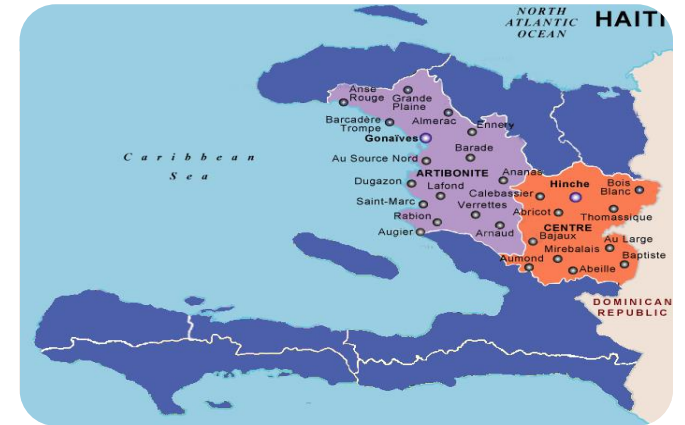 NORTH
ATLANTIC
OCEAN
HAITI
Anse
Rouge
Grande
Plaine
Almerac
Barcadère
Trompe
Ennery
Gonaïves
Barade
Au Source Nord
Ananas
ARTIBONITE
Dugazon
Lafond
Calebassier
Hinche
Bois
Blanc
Saint-Marc
Verrettes
Abricot
Thomassique
Rabion
Arnaud
CENTRE
Augier
Bajaux
Au Large
Mirebalais
Baptiste
Aumond
Abeille
Caribbean
Sea
DOMINICAN
REPUBLIC